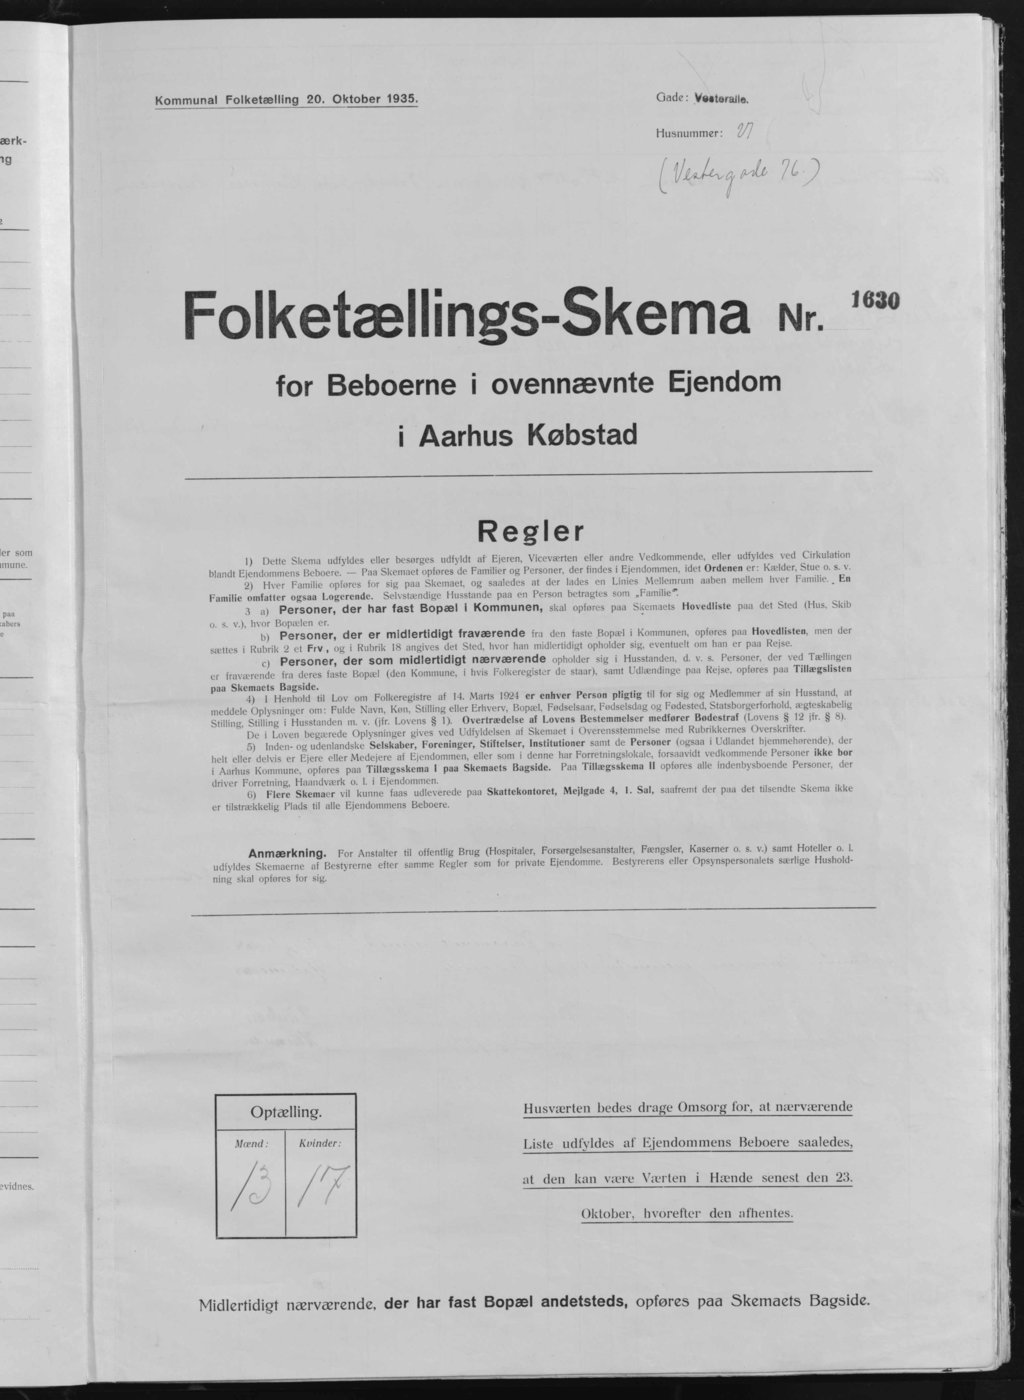 ærk-
ng
ler som
mune.
paa
kabers
e
evidnes.
Kommunal Folketælling 20. Oktober 1935.
Gade: Vesteralle.
Husnummer: 27
(Vestergade 76.)
Folketællings-Skema Nr. 1630
for Beboerne i ovennævnte Ejendom
i Aarhus Købstad
Regler
1) Dette Skema udfyldes eller besørges udfyldt af Ejeren, Viceværten eller andre Vedkommende, eller udfyldes ved Cirkulation
blandt Ejendommens Beboere. — Paa Skemaet opføres de Familier og Personer, der findes i Ejendommen, idet Ordenen er: Kælder, Stue o. s. v.
2) Hver Familie opføres for sig paa Skemaet, og saaledes at der lades en Linies Mellemrum aaben mellem hver Familie. En
Familie omfatter ogsaa Logerende. Selvstændige Husstande paa en Person betragtes som „Familie".
3 a) Personer, der har fast Bopæl i Kommunen, skal opføres paa Skemaets Hovedliste paa det Sted (Hus, Skib
o. s. v.), hvor Bopælen er.
b) Personer, der er midlertidigt fraværende fra den faste Bopæl i Kommunen, opføres paa Hovedlisten, men der
sættes i Rubrik 2 et Frv., og i Rubrik 18 angives det Sted, hvor han midlertidigt opholder sig, eventuelt om han er paa Rejse.
c) Personer, der som midlertidigt nærværende opholder sig i Husstanden, d. v. s. Personer, der ved Tællingen
er fraværende fra deres faste Bopæl (den Kommune, i hvis Folkeregister de staar), samt Udlændinge paa Rejse, opføres paa Tillægslisten
paa Skemaets Bagside.
4) I Henhold til Lov om Folkeregistre af 14. Marts 1924 er enhver Person pligtig til for sig og Medlemmer af sin Husstand, at
meddele Oplysninger om: Fulde Navn, Køn, Stilling eller Erhverv, Bopæl, Fødselsaar, Fødselsdag og Fødested, Statsborgerforhold, ægteskabelig
Stilling, Stilling i Husstanden m. v. (jfr. Lovens § 1). Overtrædelse af Lovens Bestemmelser medfører Bødestraf (Lovens § 12 jfr. § 8).
De i Loven begærede Oplysninger gives ved Udfyldelsen af Skemaet i Overensstemmelse med Rubrikkernes Overskrifter.
5) Inden- og udenlandske Selskaber, Foreninger, Stiftelser, Institutioner samt de Personer (ogsaa i Udlandet hjemmehørende), der
helt eller delvis er Ejere eller Medejere af Ejendommen, eller som i denne har Forretningslokale, forsaavidt vedkommende Personer ikke bor
i Aarhus Kommune, opføres paa Tillægsskema I paa Skemaets Bagside. Paa Tillægsskema II opføres alle indenbysboende Personer, der
driver Forretning, Haandværk o. l. i Ejendommen.
6) Flere Skemaer vil kunne faas udleverede paa Skattekontoret, Mejlgade 4, 1. Sal, saafremt der paa det tilsendte Skema ikke
er tilstrækkelig Plads til alle Ejendommens Beboere.
Anmærkning. For Anstalter til offentlig Brug (Hospitaler, Forsørgelsesanstalter, Fængsler, Kaserner o. s. v.) samt Hoteller o. l.
udfyldes Skemaerne af Bestyrerne efter samme Regler som for private Ejendomme. Bestyrerens eller Opsynspersonalets særlige Hushold-
ning skal opføres for sig.
Optælling.
Mænd: Kvinder:
13 17
Husværten bedes drage Omsorg for, at nærværende
Liste udfyldes af Ejendommens Beboere saaledes,
at den kan være Værten i Hænde senest den 23.
Oktober, hvorefter den afhentes.
Midlertidigt nærværende, der har fast Bopæl andetsteds, opføres paa Skemaets Bagside.